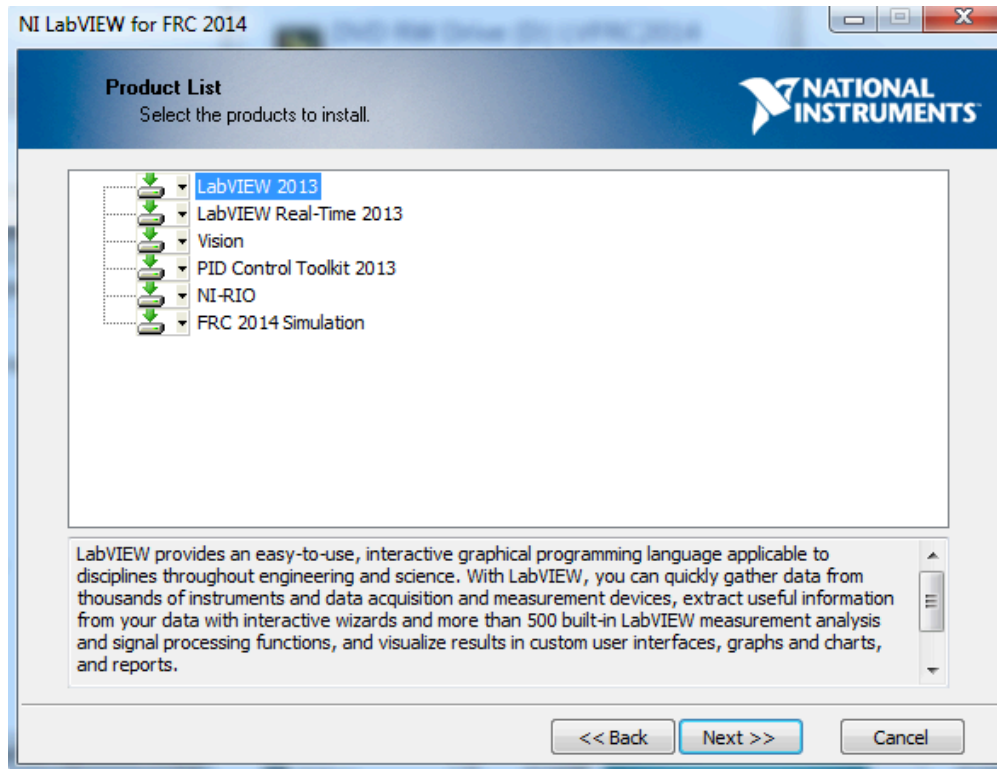 NI LabVIEW for FRC 2014
DVD RW Drive (D:) LVFRC2014
Product List
Select the products to install.
NATIONAL
INSTRUMENTS
LabVIEW 2013
LabVIEW Real-Time 2013
Vision
PID Control Toolkit 2013
NI-RIO
FRC 2014 Simulation
LabVIEW provides an easy-to-use, interactive graphical programming language applicable to
disciplines throughout engineering and science. With LabVIEW, you can quickly gather data from
thousands of instruments and data acquisition and measurement devices, extract useful information
from your data with interactive wizards and more than 500 built-in LabVIEW measurement analysis
and signal processing functions, and visualize results in custom user interfaces, graphs and charts,
and reports.
<< Back
Next >>
Cancel